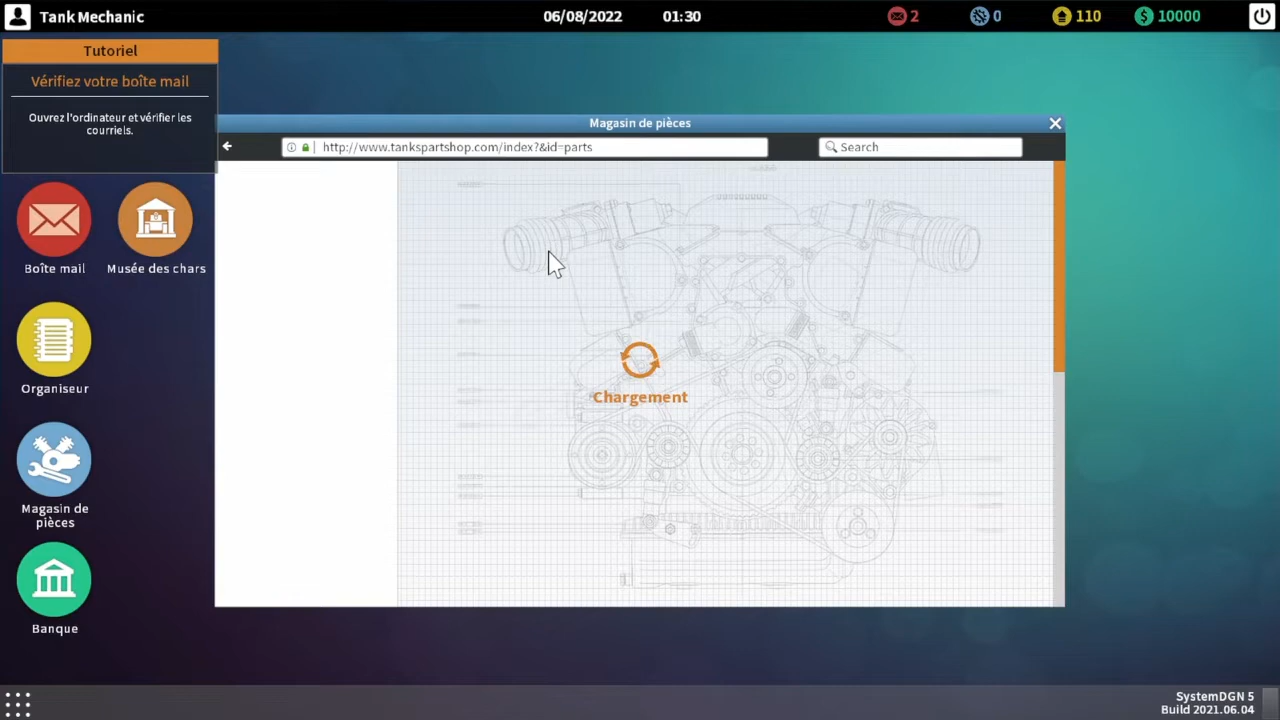 Tank Mechanic
06/08/2022 01:30
2
0
110
10000
Tutoriel
Vérifiez votre boîte mail
Ouvrez l'ordinateur et vérifier les
courriels.
Magasin de pièces
http://www.tankspartshop.com/index?&id=parts
Search
Boîte mail
Musée des chars
Organiseur
Chargement
Magasin de
pièces
Banque
SystemDGN 5
Build 2021.06.04